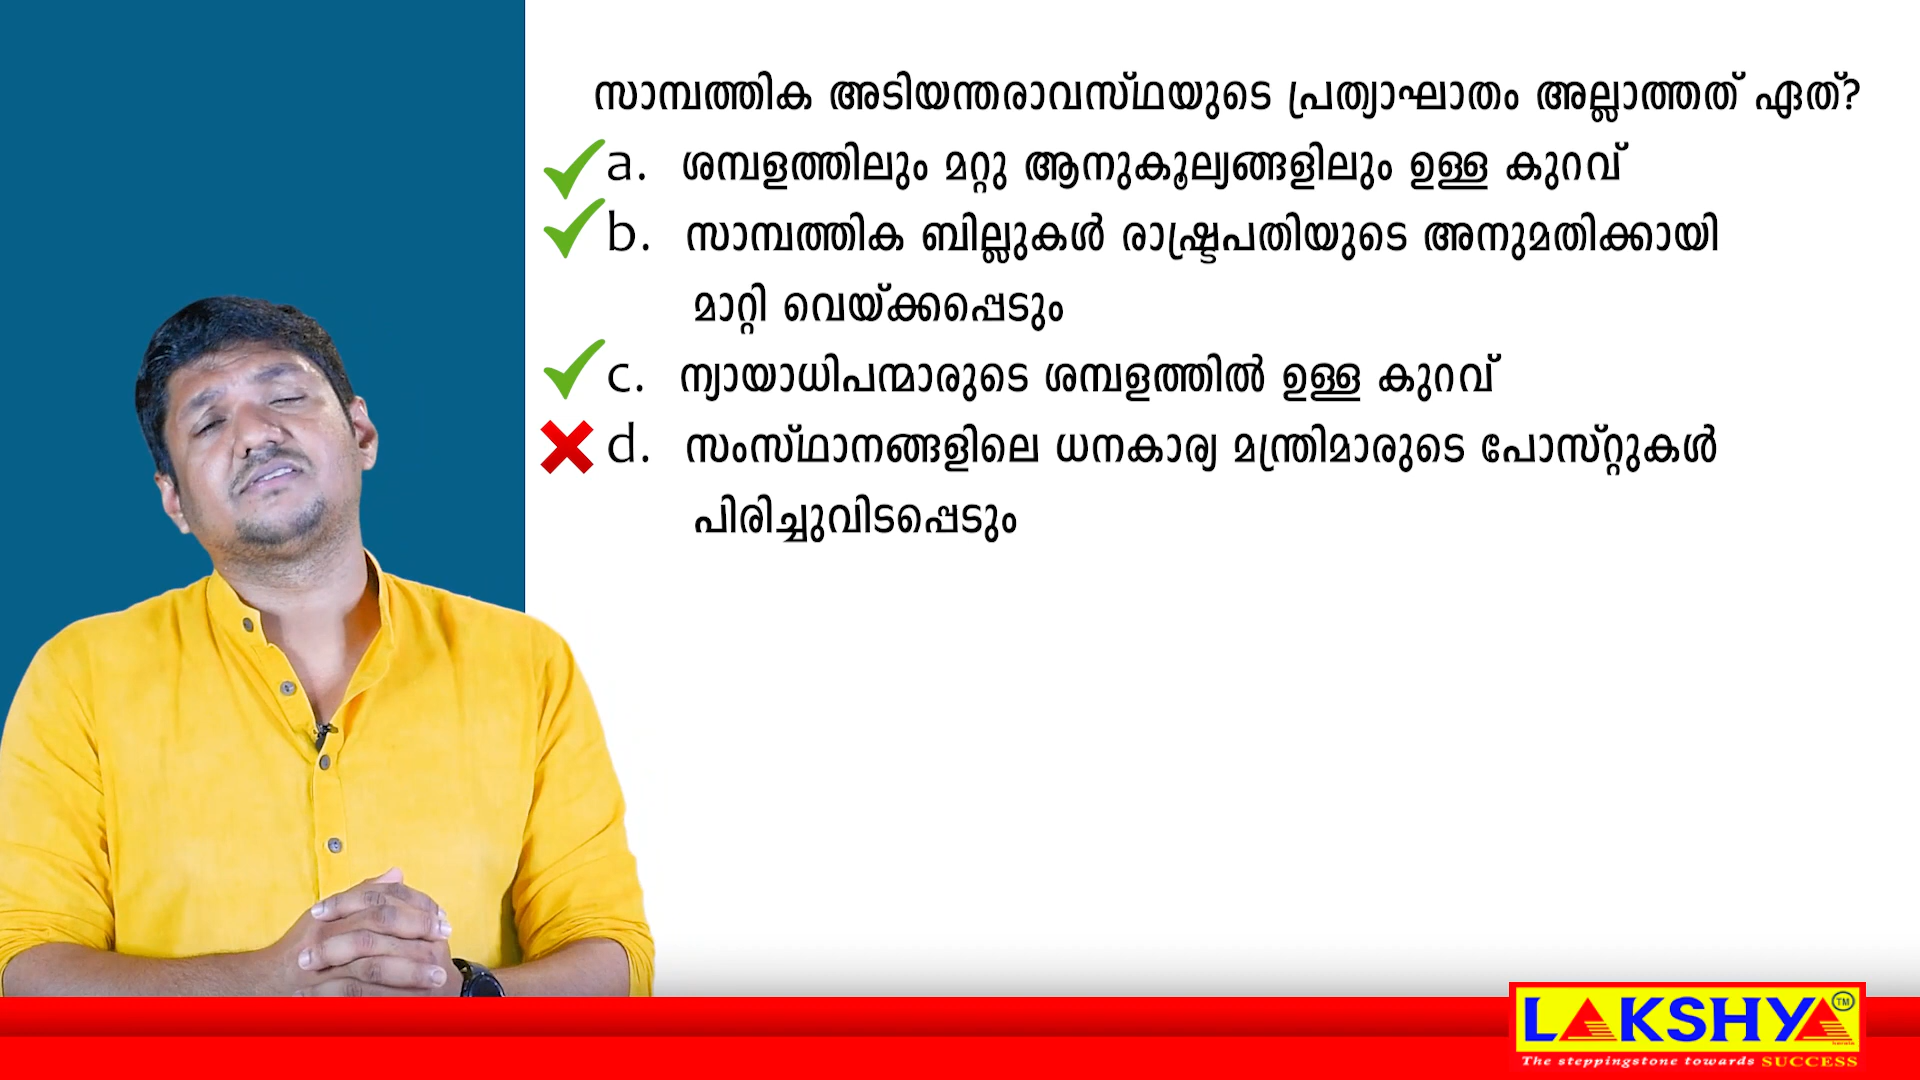 സാമ്പത്തിക അടിയന്തരാവസ്ഥയുടെ പ്രത്യാഘാതം അല്ലാത്തത് ഏത്?
a. ശമ്പളത്തിലും മറ്റു ആനുകൂല്യങ്ങളിലും ഉള്ള കുറവ്
b. സാമ്പത്തിക ബില്ലുകൾ രാഷ്ട്രപതിയുടെ അനുമതിക്കായി
മാറ്റി വെയ്ക്കപ്പെടും
c. ന്യായാധിപന്മാരുടെ ശമ്പളത്തിൽ ഉള്ള കുറവ്
d. സംസ്ഥാനങ്ങളിലെ ധനകാര്യ മന്ത്രിമാരുടെ പോസ്റ്റുകൾ
പിരിച്ചുവിടപ്പെടും
LAKSHYA TM
The steppingstone towards SUCCESS